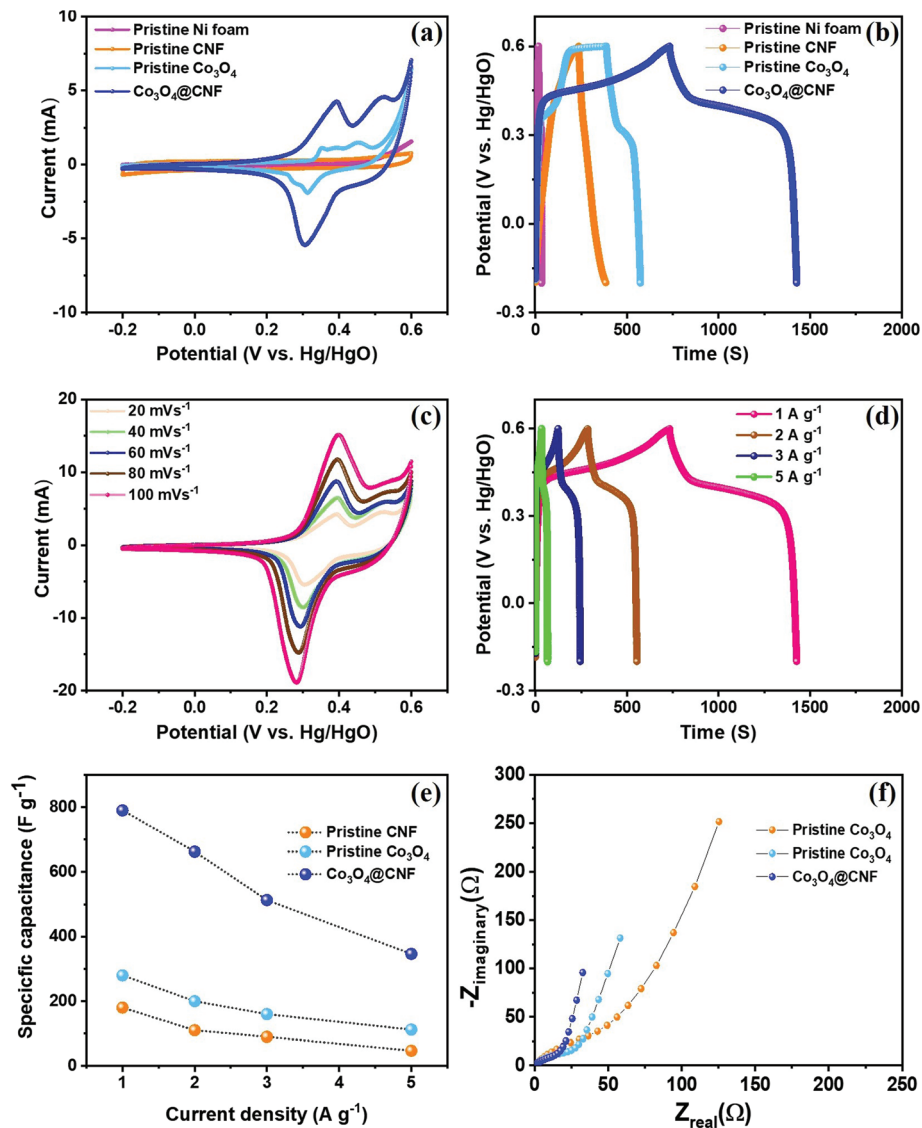 (a)
Pristine Ni foam
Pristine CNF
Pristine Co₃O₄
Co₃O₄@CNF
10
5
0
-5
-10
Current (mA)
-0.2 0.0 0.2 0.4 0.6
Potential (V vs. Hg/HgO)
(b)
Pristine Ni foam
Pristine CNF
Pristine Co₃O₄
Co₃O₄@CNF
0.6
0.3
0.0
-0.3
Potential (V vs. Hg/HgO)
0 500 1000 1500 2000
Time (S)
(c)
20 mVs⁻¹
40 mVs⁻¹
60 mVs⁻¹
80 mVs⁻¹
100 mVs⁻¹
20
10
0
-10
-20
Current (mA)
-0.2 0.0 0.2 0.4 0.6
Potential (V vs. Hg/HgO)
(d)
1 A g⁻¹
2 A g⁻¹
3 A g⁻¹
5 A g⁻¹
0.6
0.3
0.0
-0.3
Potential (V vs. Hg/HgO)
0 500 1000 1500 2000
Time (S)
(e)
Pristine CNF
Pristine Co₃O₄
Co₃O₄@CNF
800
600
400
200
0
Specicfic capacitance (F g⁻¹)
1 2 3 4 5
Current density (A g⁻¹)
(f)
Pristine Co₃O₄
Pristine Co₃O₄
Co₃O₄@CNF
300
250
200
150
100
50
0
-Zimaginary(Ω)
0 50 100 150 200 250
Zreal(Ω)